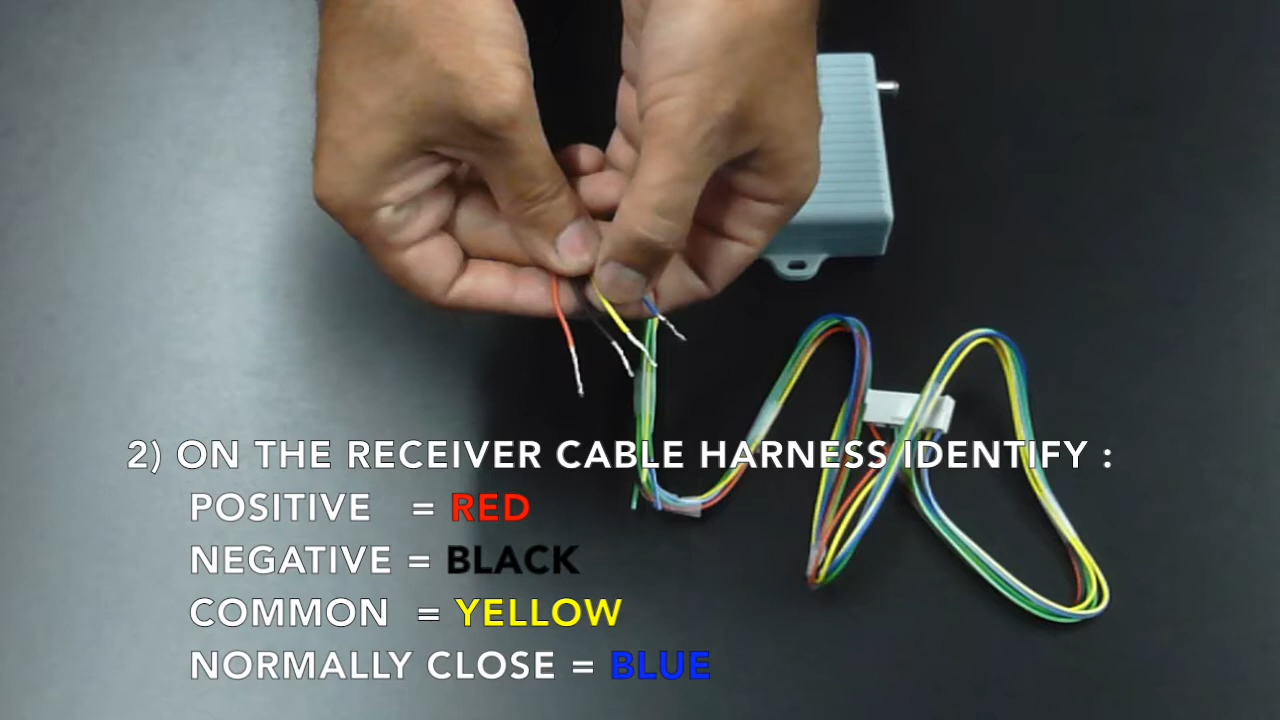 2) ON THE RECEIVER CABLE HARNESS IDENTIFY :
POSITIVE = RED
NEGATIVE = BLACK
COMMON = YELLOW
NORMALLY CLOSE = BLUE